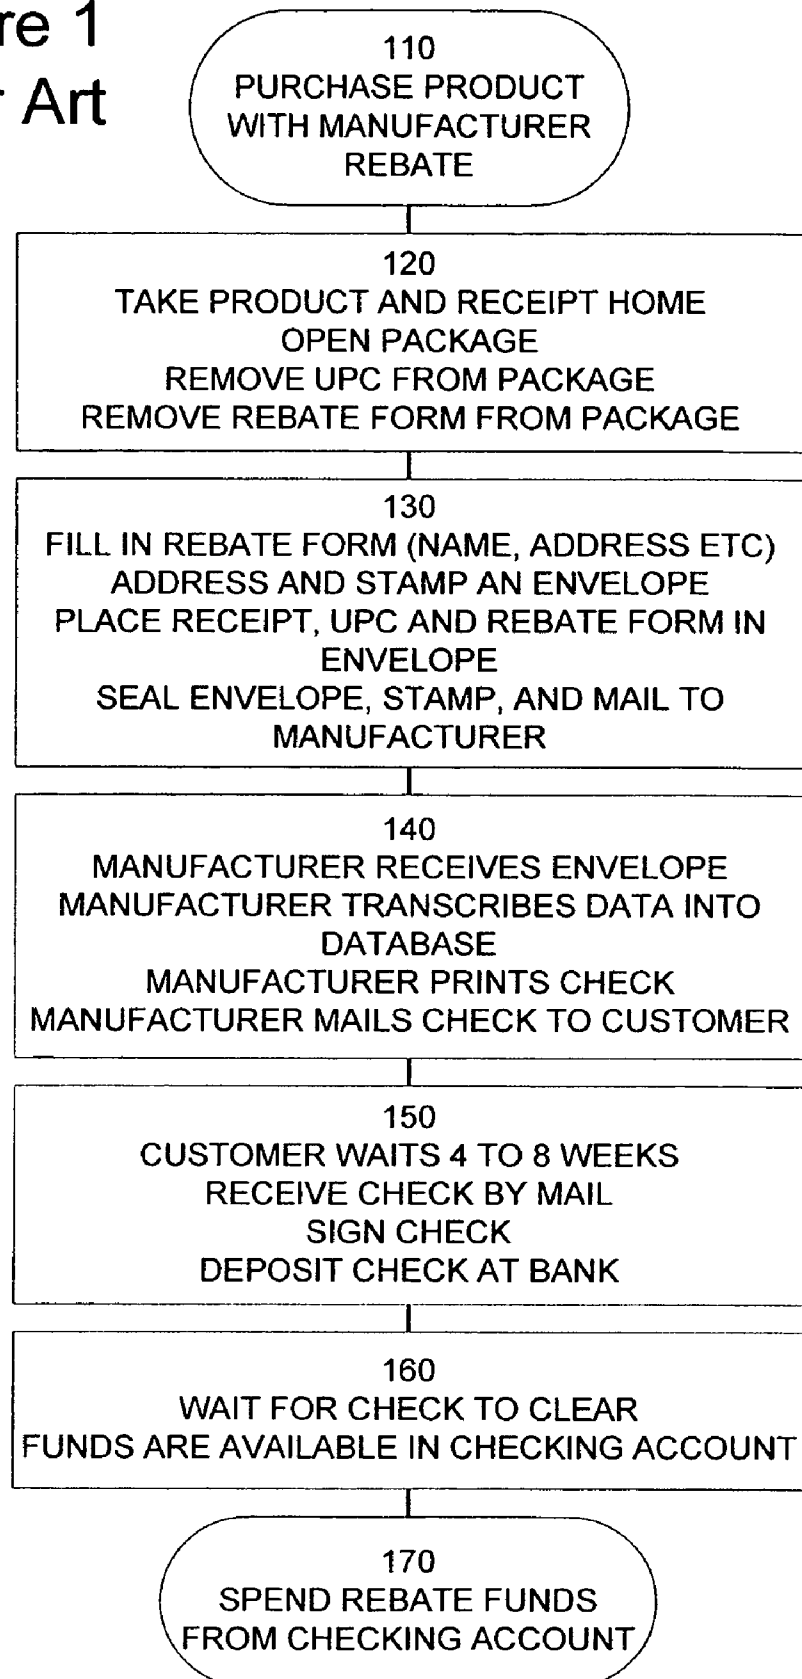 re 1
r Art
110
PURCHASE PRODUCT
WITH MANUFACTURER
REBATE
120
TAKE PRODUCT AND RECEIPT HOME
OPEN PACKAGE
REMOVE UPC FROM PACKAGE
REMOVE REBATE FORM FROM PACKAGE
130
FILL IN REBATE FORM (NAME, ADDRESS ETC)
ADDRESS AND STAMP AN ENVELOPE
PLACE RECEIPT, UPC AND REBATE FORM IN
ENVELOPE
SEAL ENVELOPE, STAMP, AND MAIL TO
MANUFACTURER
140
MANUFACTURER RECEIVES ENVELOPE
MANUFACTURER TRANSCRIBES DATA INTO
DATABASE
MANUFACTURER PRINTS CHECK
MANUFACTURER MAILS CHECK TO CUSTOMER
150
CUSTOMER WAITS 4 TO 8 WEEKS
RECEIVE CHECK BY MAIL
SIGN CHECK
DEPOSIT CHECK AT BANK
160
WAIT FOR CHECK TO CLEAR
FUNDS ARE AVAILABLE IN CHECKING ACCOUNT
170
SPEND REBATE FUNDS
FROM CHECKING ACCOUNT